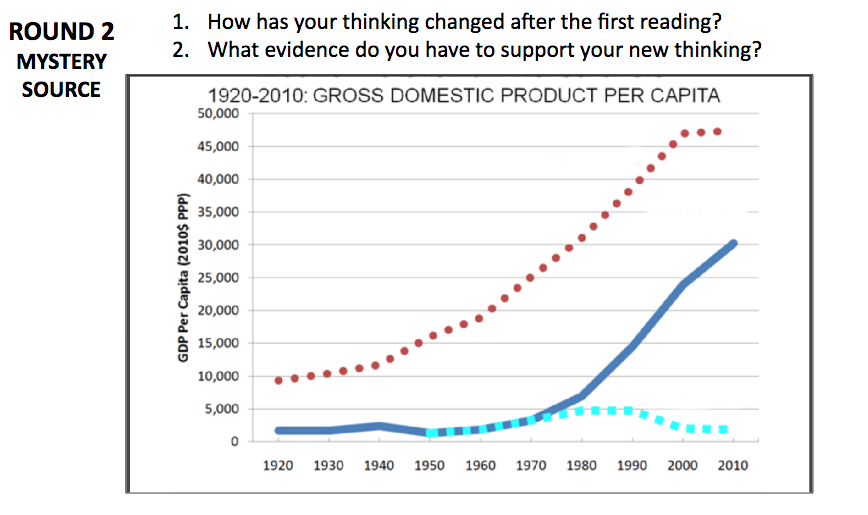 ROUND 2
MYSTERY
SOURCE
1. How has your thinking changed after the first reading?
2. What evidence do you have to support your new thinking?
1920-2010: GROSS DOMESTIC PRODUCT PER CAPITA
GDP Per Capita (2010$ PPP)
50,000
45,000
40,000
35,000
30,000
25,000
20,000
15,000
10,000
5,000
0
1920 1930 1940 1950 1960 1970 1980 1990 2000 2010